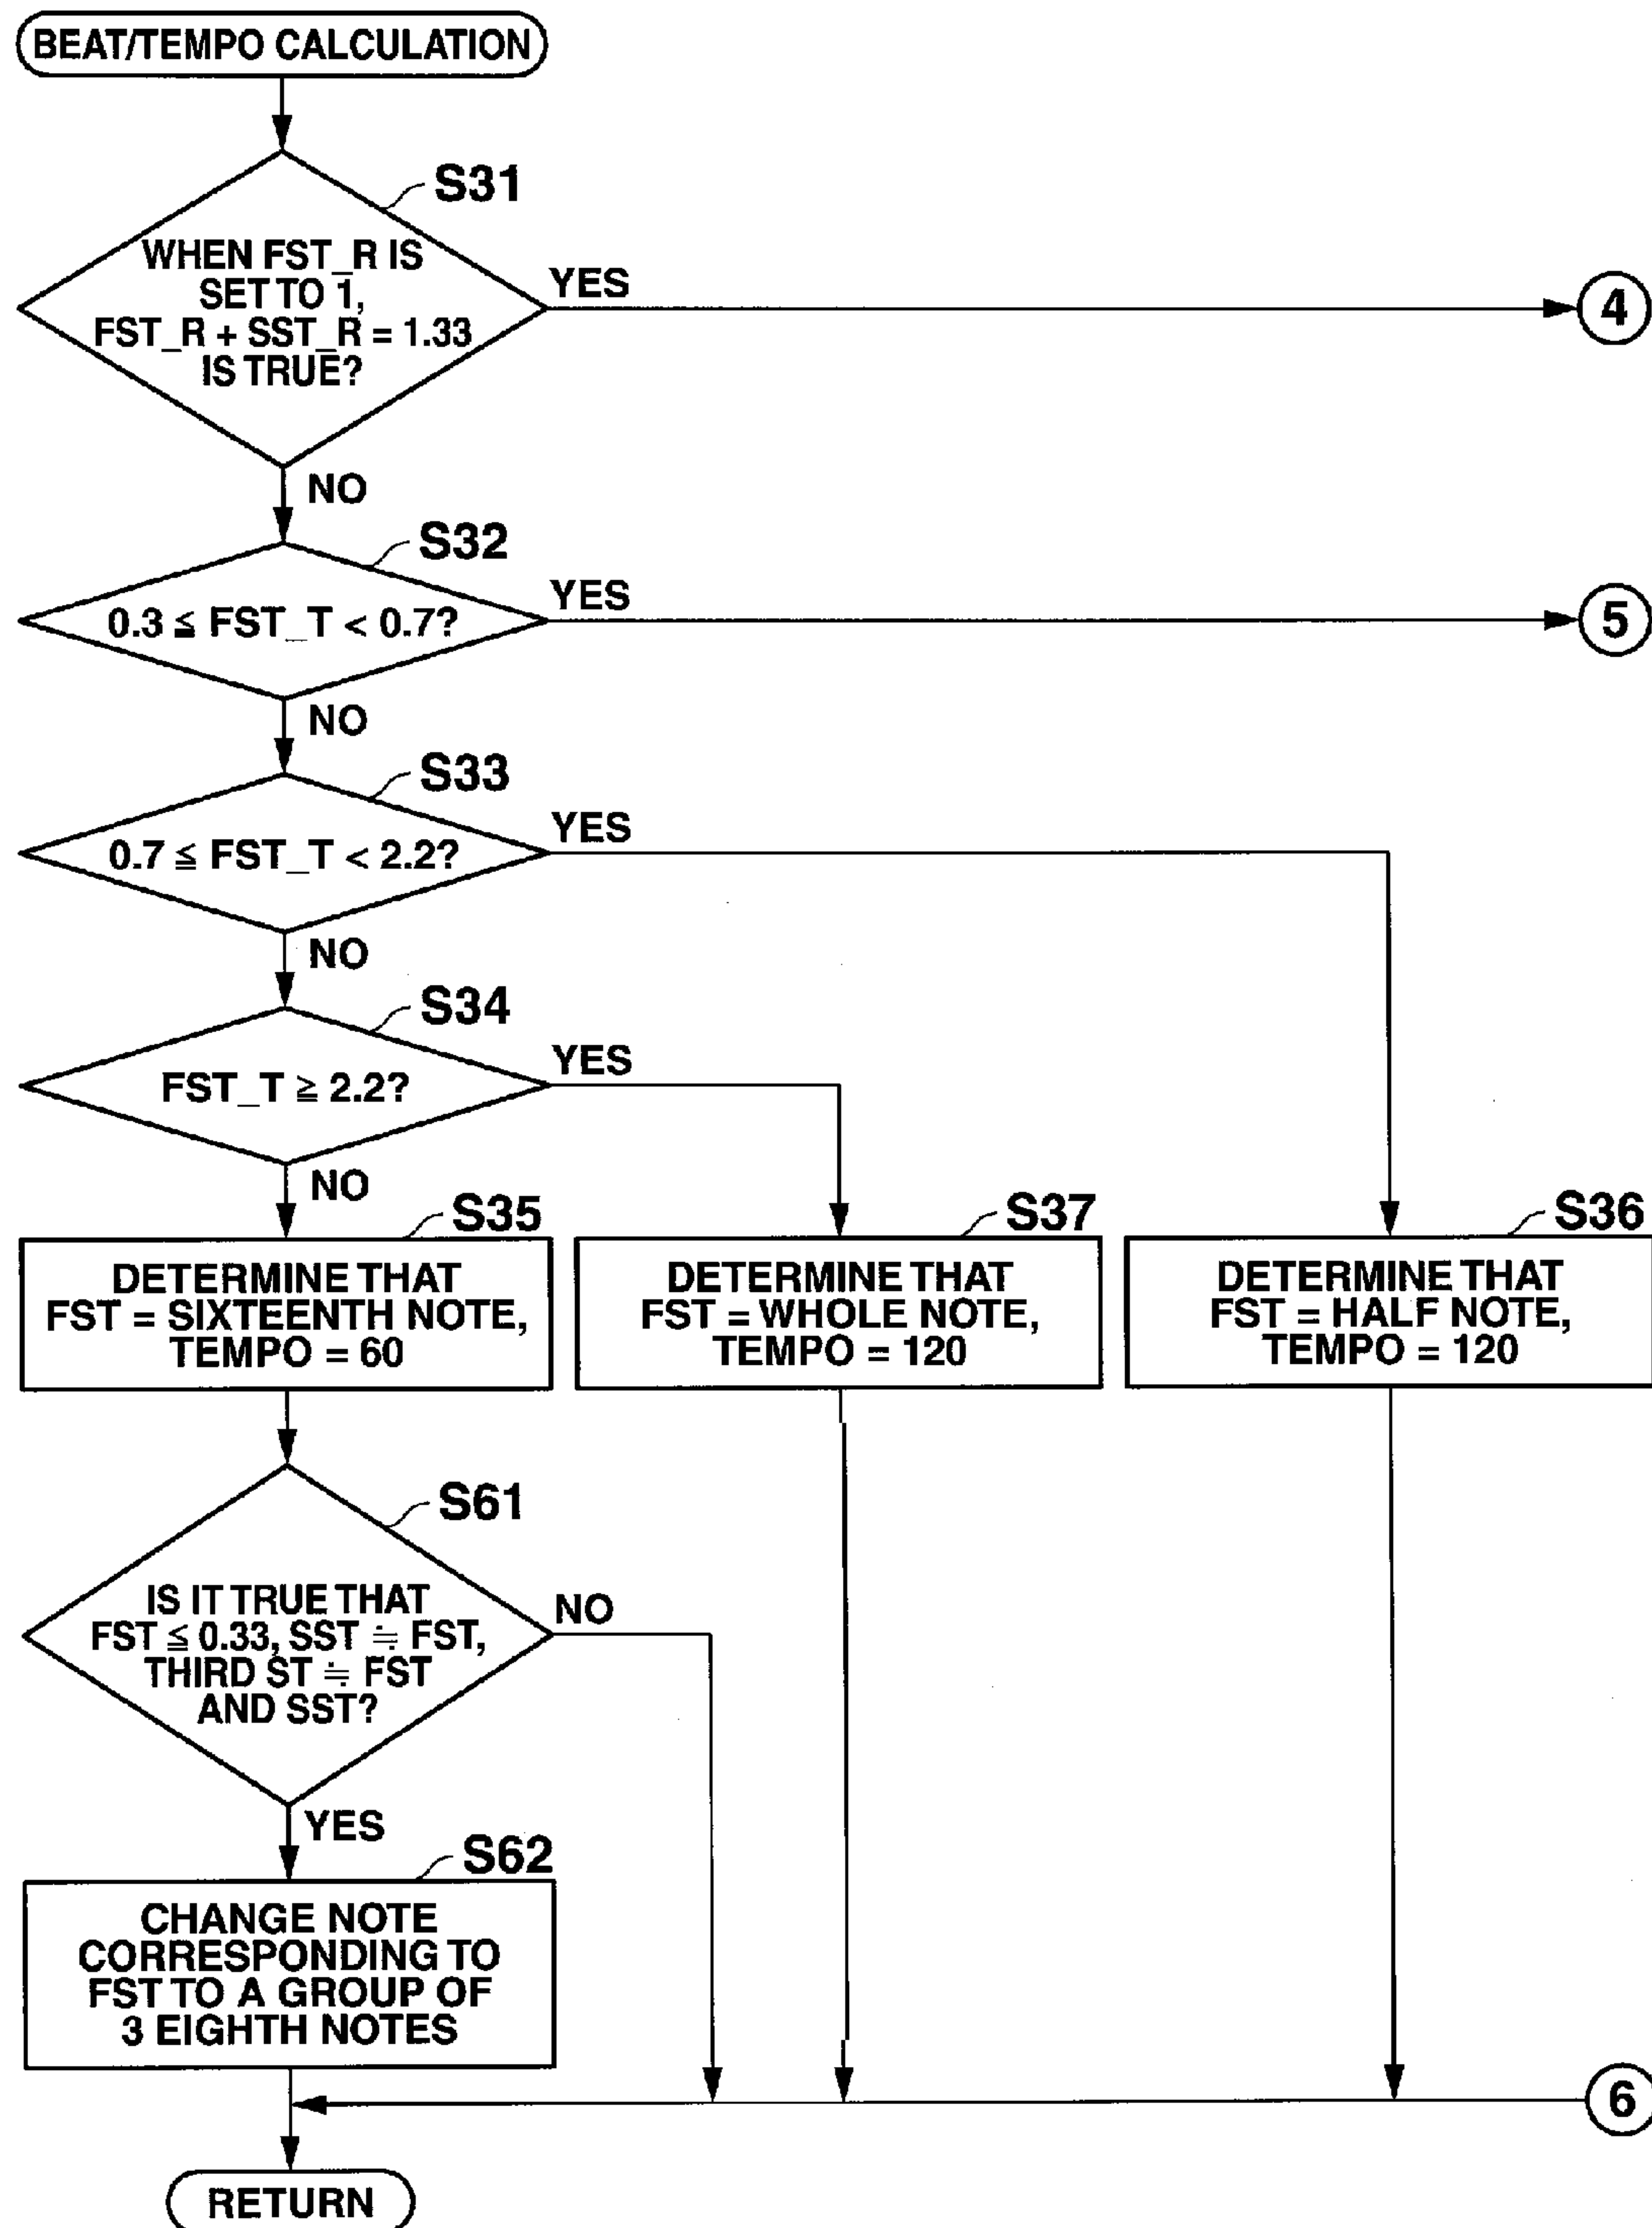 BEAT/TEMPO CALCULATION
S31
WHEN FST_R IS
SET TO 1,
FST_R + SST_R = 1.33
IS TRUE?
YES
4
NO
S32
0.3 ≦ FST_T < 0.7?
YES
5
NO
S33
0.7 ≦ FST_T < 2.2?
YES
NO
S34
FST_T ≧ 2.2?
YES
NO
S35
DETERMINE THAT
FST = SIXTEENTH NOTE,
TEMPO = 60
S37
DETERMINE THAT
FST = WHOLE NOTE,
TEMPO = 120
S36
DETERMINE THAT
FST = HALF NOTE,
TEMPO = 120
S61
IS IT TRUE THAT
FST ≦ 0.33, SST ≒ FST,
THIRD ST ≒ FST
AND SST?
NO
YES
S62
CHANGE NOTE
CORRESPONDING TO
FST TO A GROUP OF
3 EIGHTH NOTES
6
RETURN